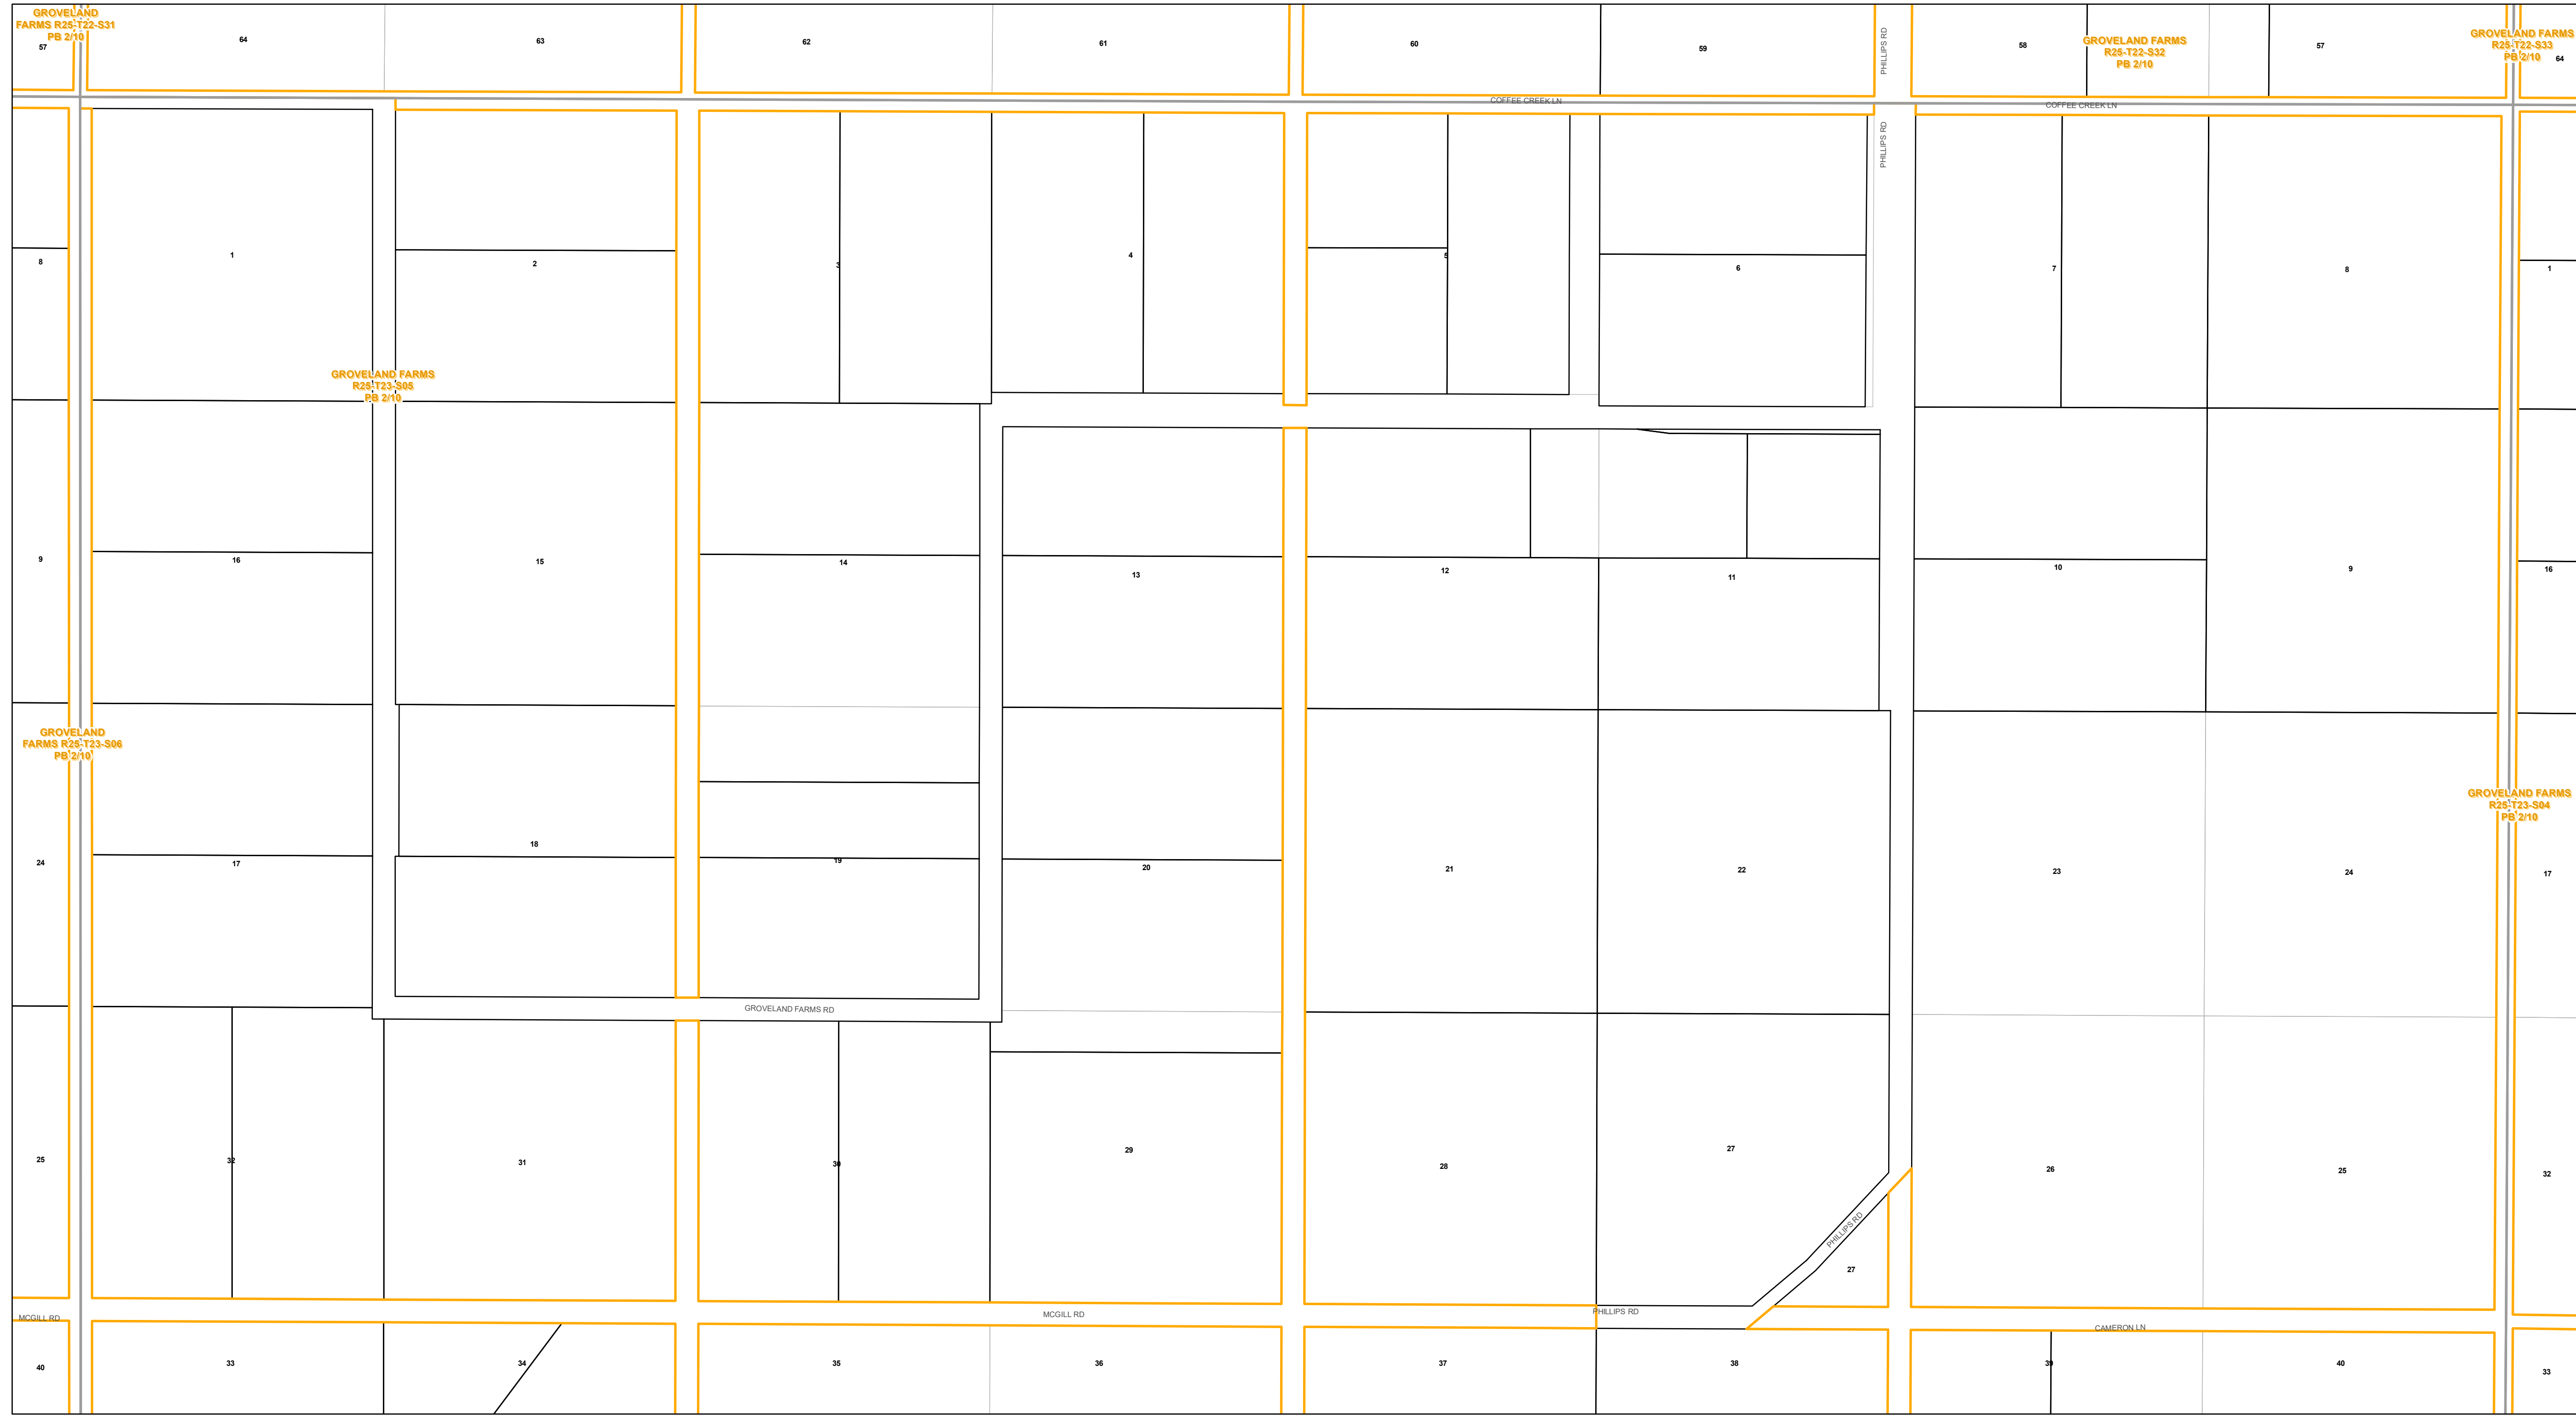 GROVELAND
FARMS R25-T22-S31
PB 2/10
57
64
63
62
61
60
59
PHILLIPS RD
58
GROVELAND FARMS
R25-T22-S32
PB 2/10
57
GROVELAND FARMS
R25-T22-S33
PB 2/10
64
COFFEE CREEK LN
COFFEE CREEK LN
PHILLIPS RD
8
1
2
3
4
5
6
7
8
1
GROVELAND FARMS
R25-T23-S05
PB 2/10
9
16
15
14
13
12
11
10
9
16
GROVELAND
FARMS R25-T23-S06
PB 2/10
GROVELAND FARMS
R25-T23-S04
PB 2/10
24
17
18
19
20
21
22
23
24
17
GROVELAND FARMS RD
25
32
31
30
29
28
27
26
25
32
PHILLIPS RD
27
MCGILL RD
MCGILL RD
PHILLIPS RD
CAMERON LN
40
33
34
35
36
37
38
39
40
33